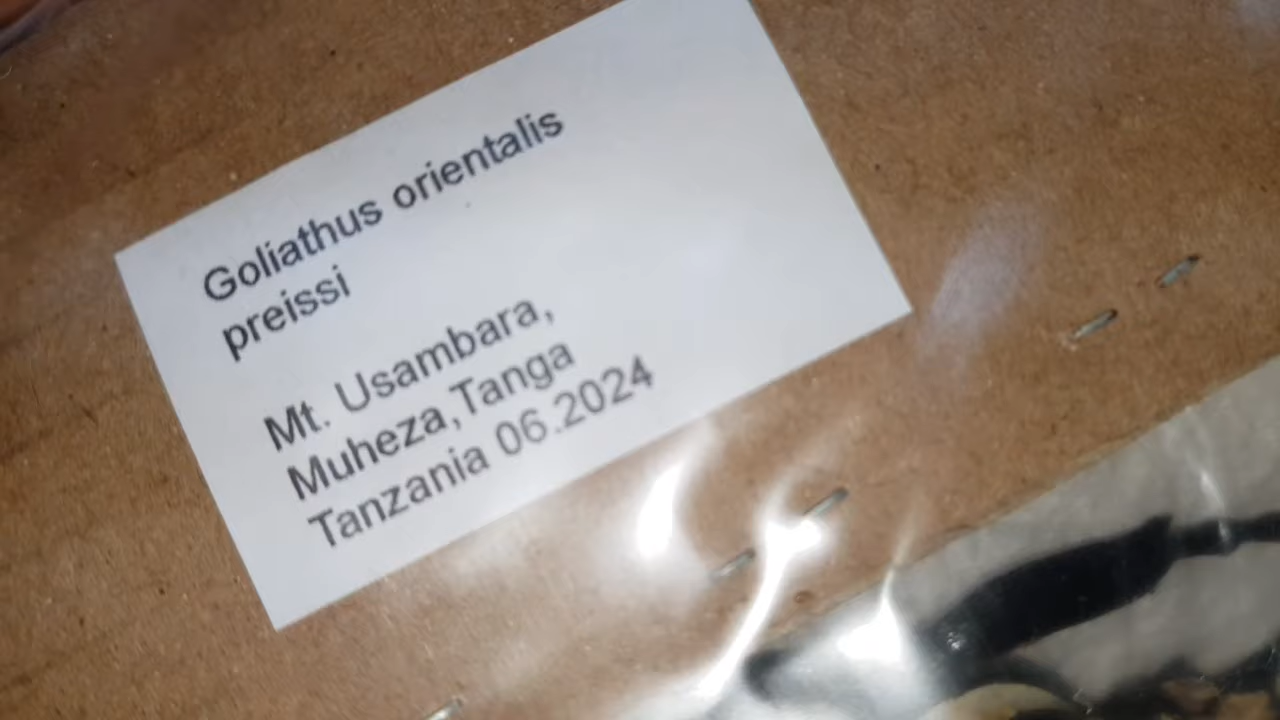 Goliathus orientalis
preissi
Mt. Usambara,
Muheza,Tanga
Tanzania 06.2024